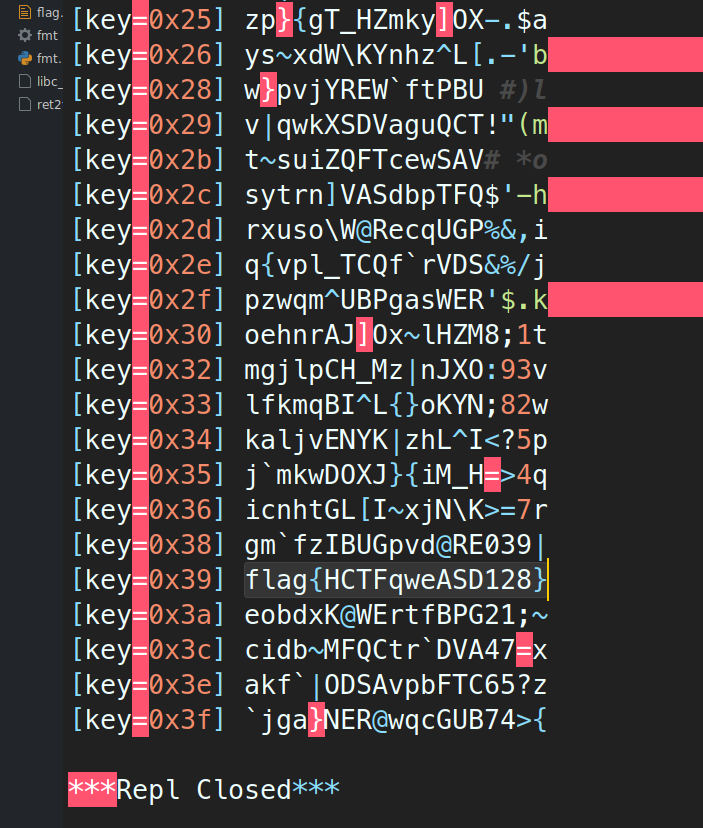 flag.
fmt
fmt.
libc_
ret2
[key=0x25] zp}{gT_HZmky]OX-.$a
[key=0x26] ys~xdW\KYnhz^L[.-'b
[key=0x28] w}pvjYREW`ftPBU #)l
[key=0x29] v|qwkXSDVaguQCT!"(m
[key=0x2b] t~suiZQFTcewSAV# *o
[key=0x2c] sytrn]VASdbpTFQ$'-h
[key=0x2d] rxuso\W@RecqUGP%&,i
[key=0x2e] q{vpl_TCQf`rVDS&%/j
[key=0x2f] pzwqm^UBPgasWER'$.k
[key=0x30] oehnrAJ]Ox~lHZM8;1t
[key=0x32] mgjlpCH_Mz|nJXO:93v
[key=0x33] lfkmqBI^L{}oKYN;82w
[key=0x34] kaljvENYK|zhL^I<?5p
[key=0x35] j`mkwDOXJ}{iM_H=>4q
[key=0x36] icnhtGL[I~xjN\K>=7r
[key=0x38] gm`fzIBUGpvd@RE039|
[key=0x39] flag{HCTFqweASD128}
[key=0x3a] eobdxK@WErtfBPG21;~
[key=0x3c] cidb~MFQCtr`DVA47=x
[key=0x3e] akf`|ODSAvpbFTC65?z
[key=0x3f] `jga}NER@wqcGUB74>{
***Repl Closed***